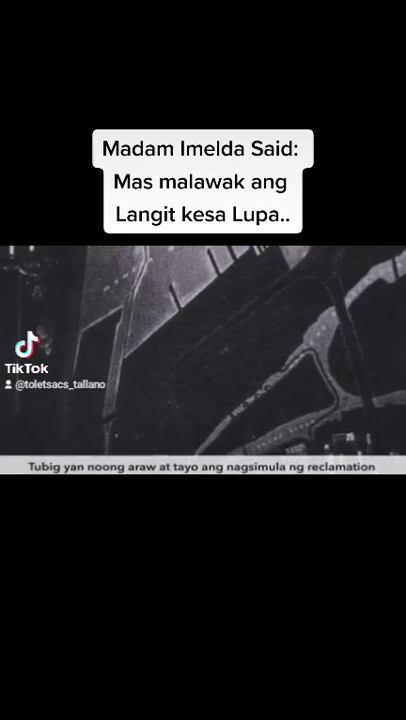 Madam Imelda Said:
Mas malawak ang
Langit kesa Lupa..
TikTok
@toletsacs_tallano
Tubig yan noong araw at tayo ang nagsimula ng reclamation